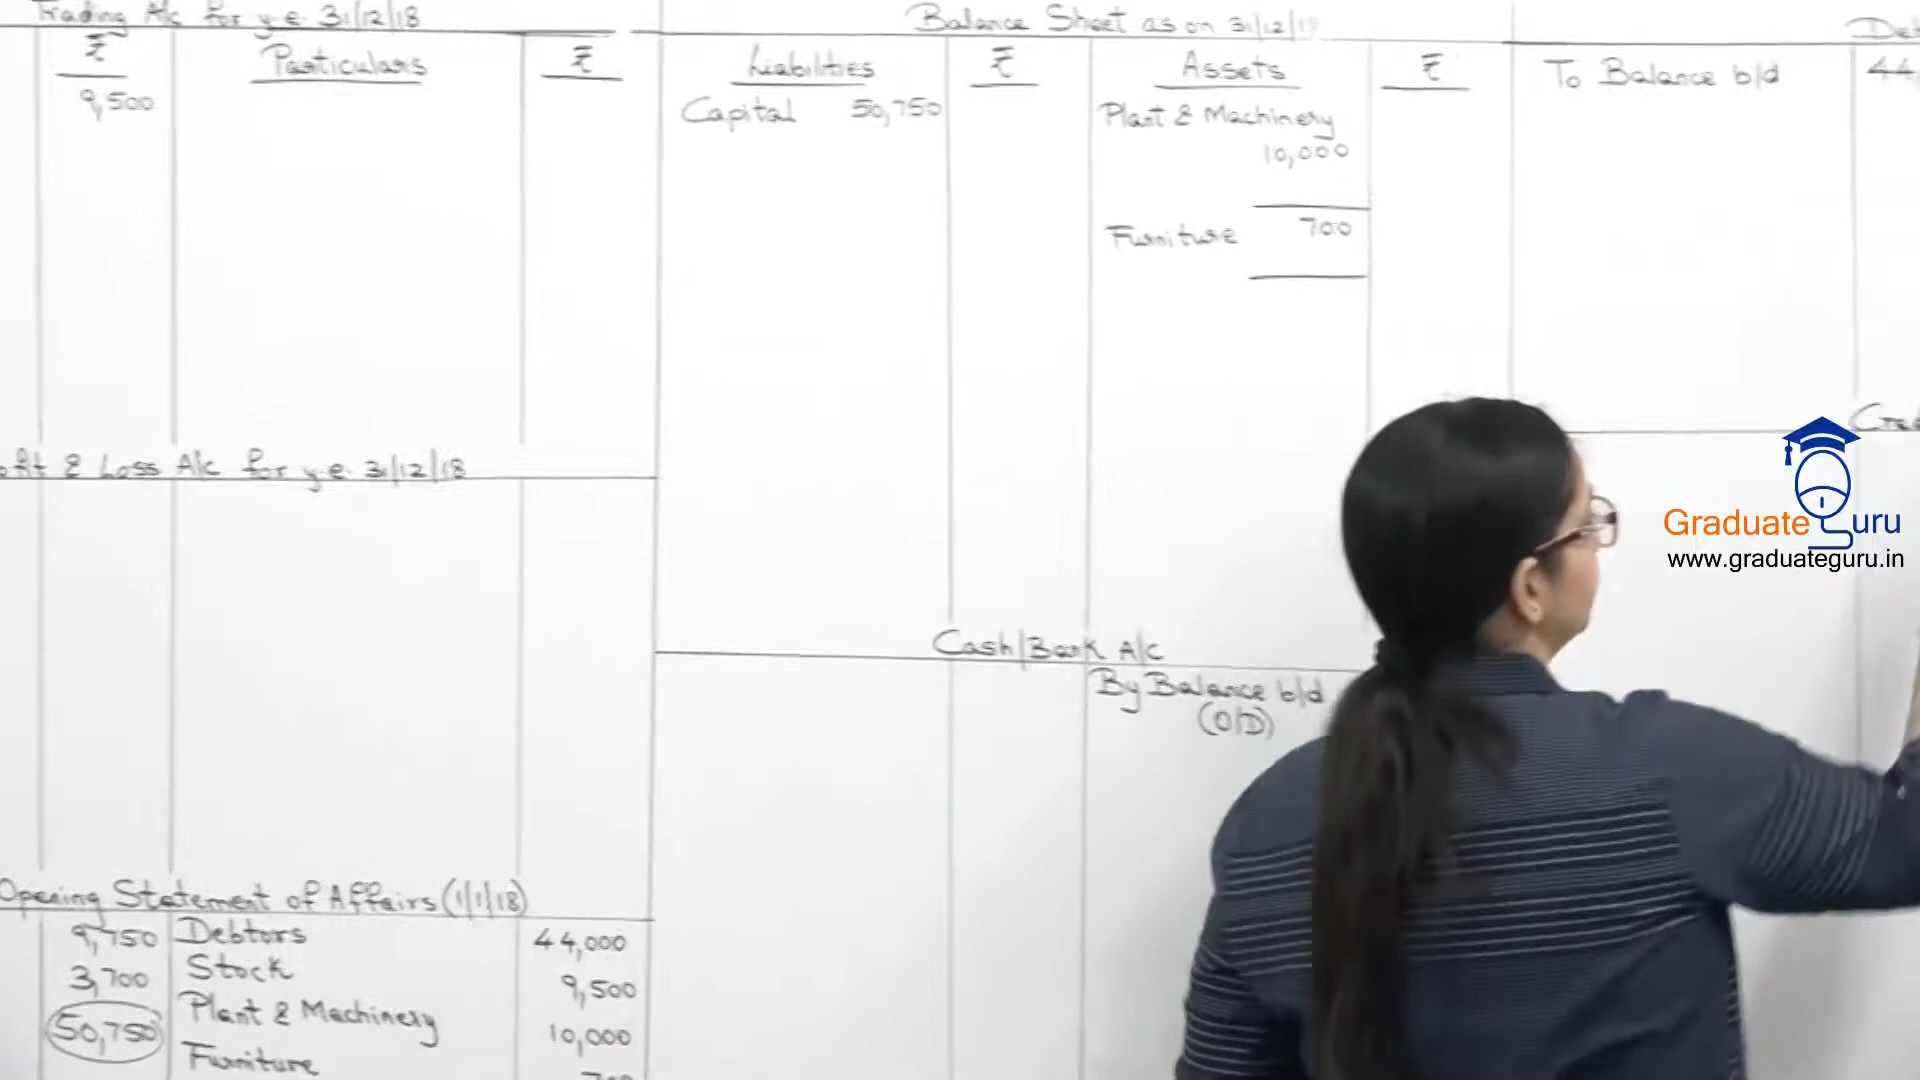 Trading A/c for y.e. 31/12/18
₹ Particulars ₹
9,500
Balance Sheet as on 31/12/
Liabilities ₹ Assets ₹
Capital 50,750
Plant & Machinery
10,000
Furniture 700
To Balance b/d 44,
& Loss A/c for y.e. 31/12/18
Cash/Bank A/c
By Balance b/d
(O/D)
Opening Statement of Affairs (1/1/18)
9,750 Debtors 44,000
3,700 Stock 9,500
50,750 Plant & Machinery 10,000
Furniture
Graduate Guru
www.graduateguru.in